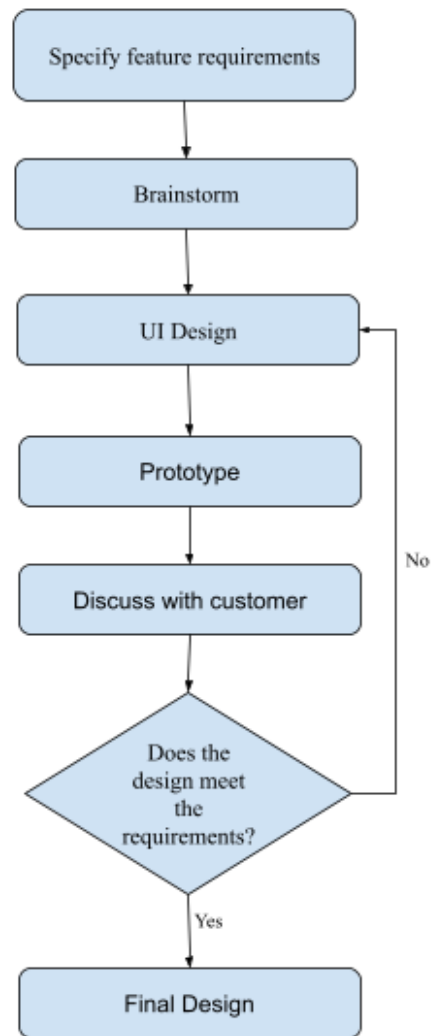 Specify feature requirements
Brainstorm
UI Design
Prototype
No
Discuss with customer
Does the
design meet
the
requirements?
Yes
Final Design